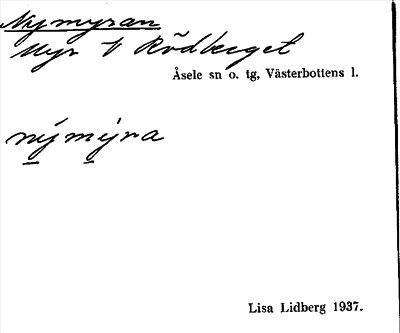 Nymyran
Myr V Rödberget
Åsele sn o. tg, Västerbottens l.
nýmýra
Lisa Lidberg 1937.